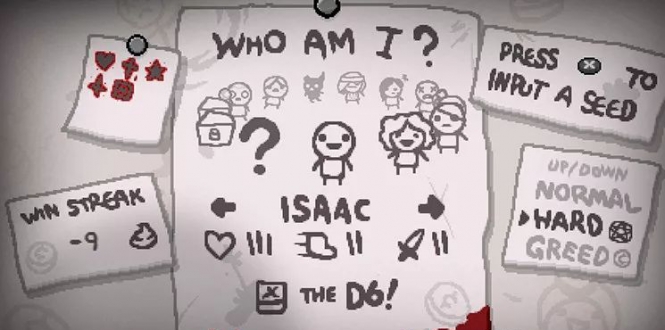 WHO AM I?
PRESS X TO
INPUT A SEED
WIN STREAK
-9
?
ISAAC
THE D6!
UP/DOWN
NORMAL
HARD
GREED